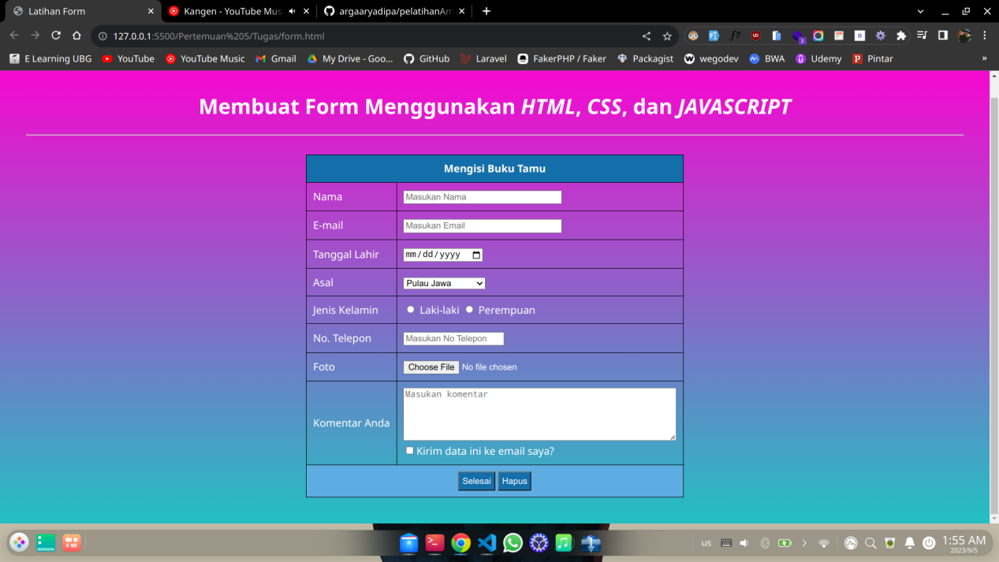 Latihan Form
Kangen - YouTube Mus
argaaryadipa/pelatihanAm
127.0.0.1:5500/Pertemuan%205/Tugas/form.html
E Learning UBG
YouTube
YouTube Music
Gmail
My Drive - Goo...
GitHub
Laravel
FakerPHP / Faker
Packagist
wegodev
BWA
Udemy
Pintar
»
Membuat Form Menggunakan HTML, CSS, dan JAVASCRIPT
Mengisi Buku Tamu
Nama
Masukan Nama
E-mail
Masukan Email
Tanggal Lahir
mm/dd/yyyy
Asal
Pulau Jawa
Jenis Kelamin
Laki-laki Perempuan
No. Telepon
Masukan No Telepon
Foto
Choose File No file chosen
Komentar Anda
Masukan komentar
Kirim data ini ke email saya?
Selesai Hapus
us
1:55 AM
2023/9/5